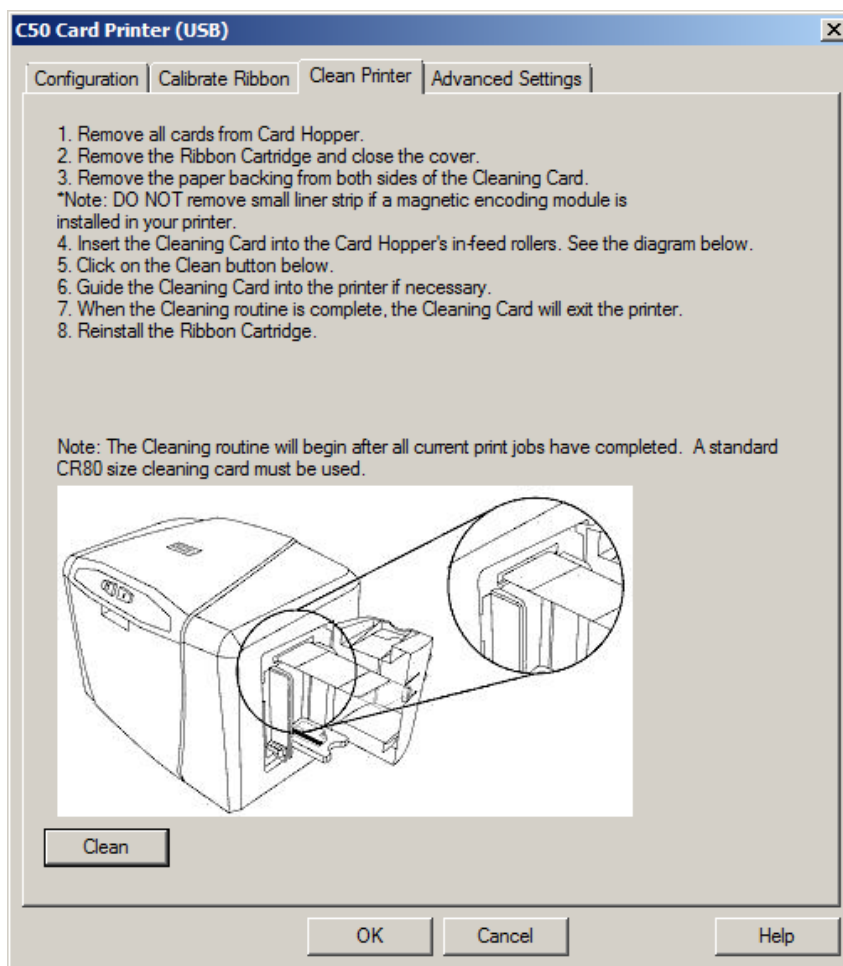 C50 Card Printer (USB)
Configuration Calibrate Ribbon Clean Printer Advanced Settings
1. Remove all cards from Card Hopper.
2. Remove the Ribbon Cartridge and close the cover.
3. Remove the paper backing from both sides of the Cleaning Card.
*Note: DO NOT remove small liner strip if a magnetic encoding module is
installed in your printer.
4. Insert the Cleaning Card into the Card Hopper's in-feed rollers. See the diagram below.
5. Click on the Clean button below.
6. Guide the Cleaning Card into the printer if necessary.
7. When the Cleaning routine is complete, the Cleaning Card will exit the printer.
8. Reinstall the Ribbon Cartridge.
Note: The Cleaning routine will begin after all current print jobs have completed. A standard
CR80 size cleaning card must be used.
Clean
OK Cancel Help